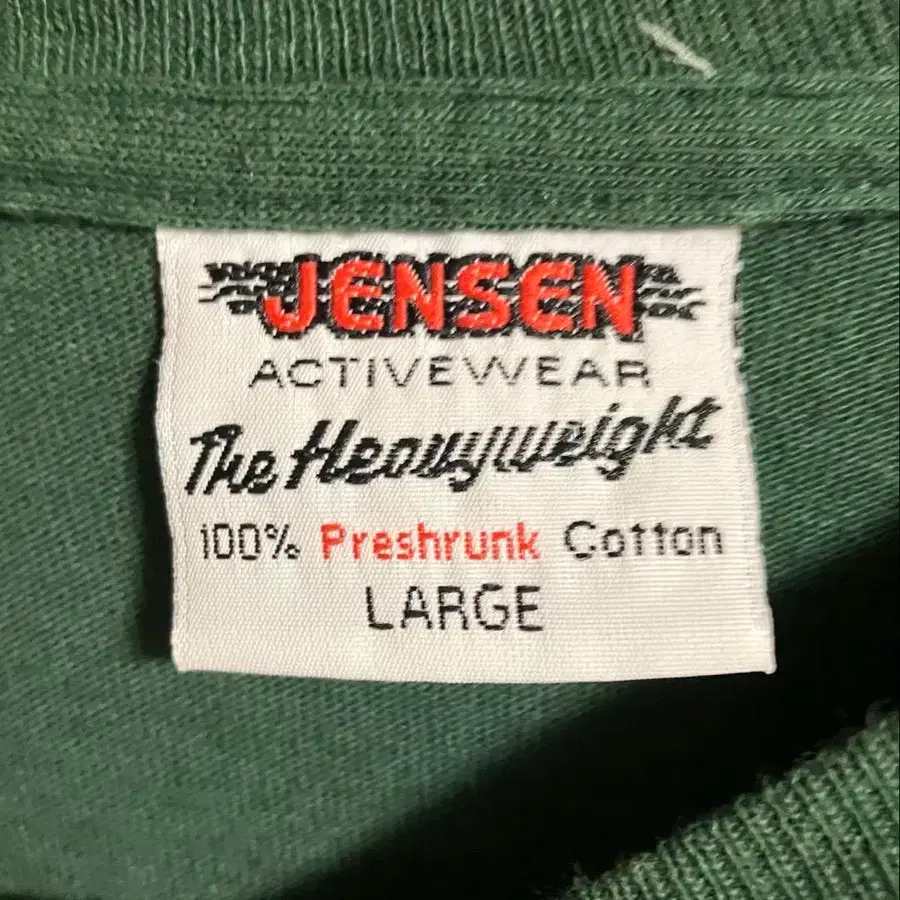 JENSEN
ACTIVEWEAR
The Heavyweight
100% Preshrunk Cotton
LARGE